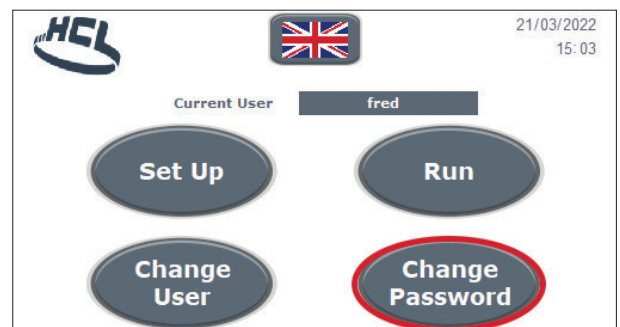 HCL
21/03/2022
15:03
Current User fred
Set Up
Run
Change
User
Change
Password